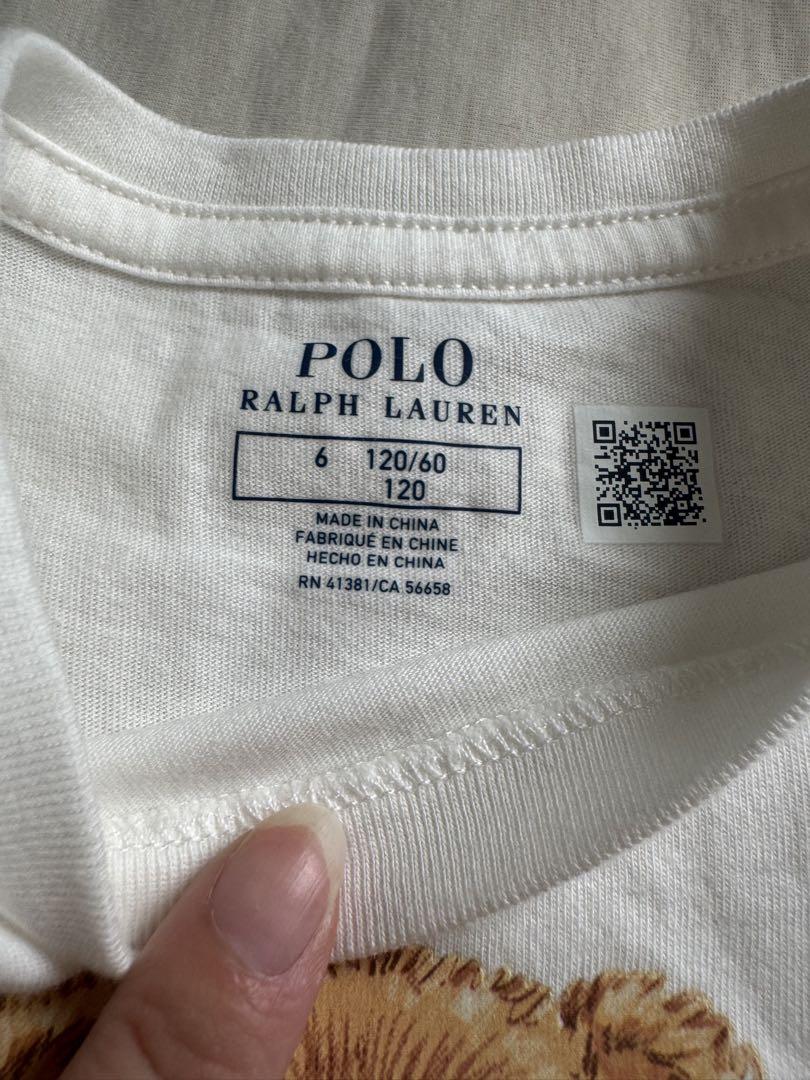 POLO
RALPH LAUREN
6 120/60
120
MADE IN CHINA
FABRIQUÉ EN CHINE
HECHO EN CHINA
RN 41381/CA 56658